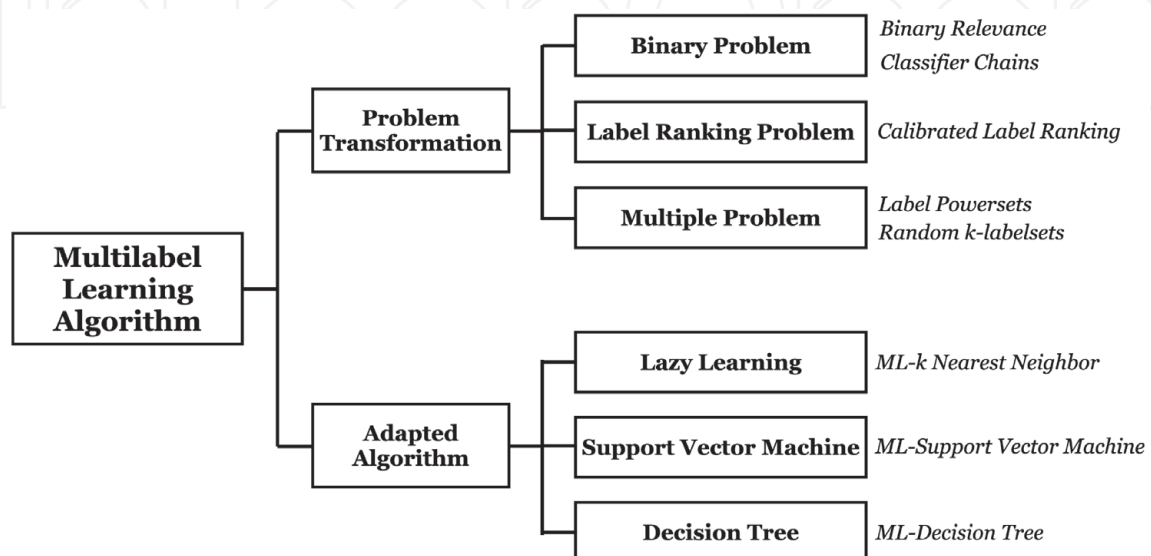 Multilabel
Learning
Algorithm
Problem
Transformation
Binary Problem
Binary Relevance
Classifier Chains
Label Ranking Problem
Calibrated Label Ranking
Multiple Problem
Label Powersets
Random k-labelsets
Adapted
Algorithm
Lazy Learning
ML-k Nearest Neighbor
Support Vector Machine
ML-Support Vector Machine
Decision Tree
ML-Decision Tree